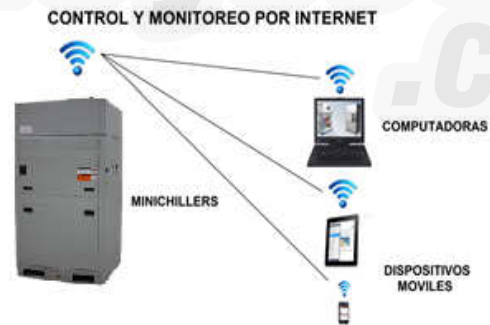 CONTROL Y MONITOREO POR INTERNET
COMPUTADORAS
MINICHILLERS
DISPOSITIVOS
MOVILES
.c